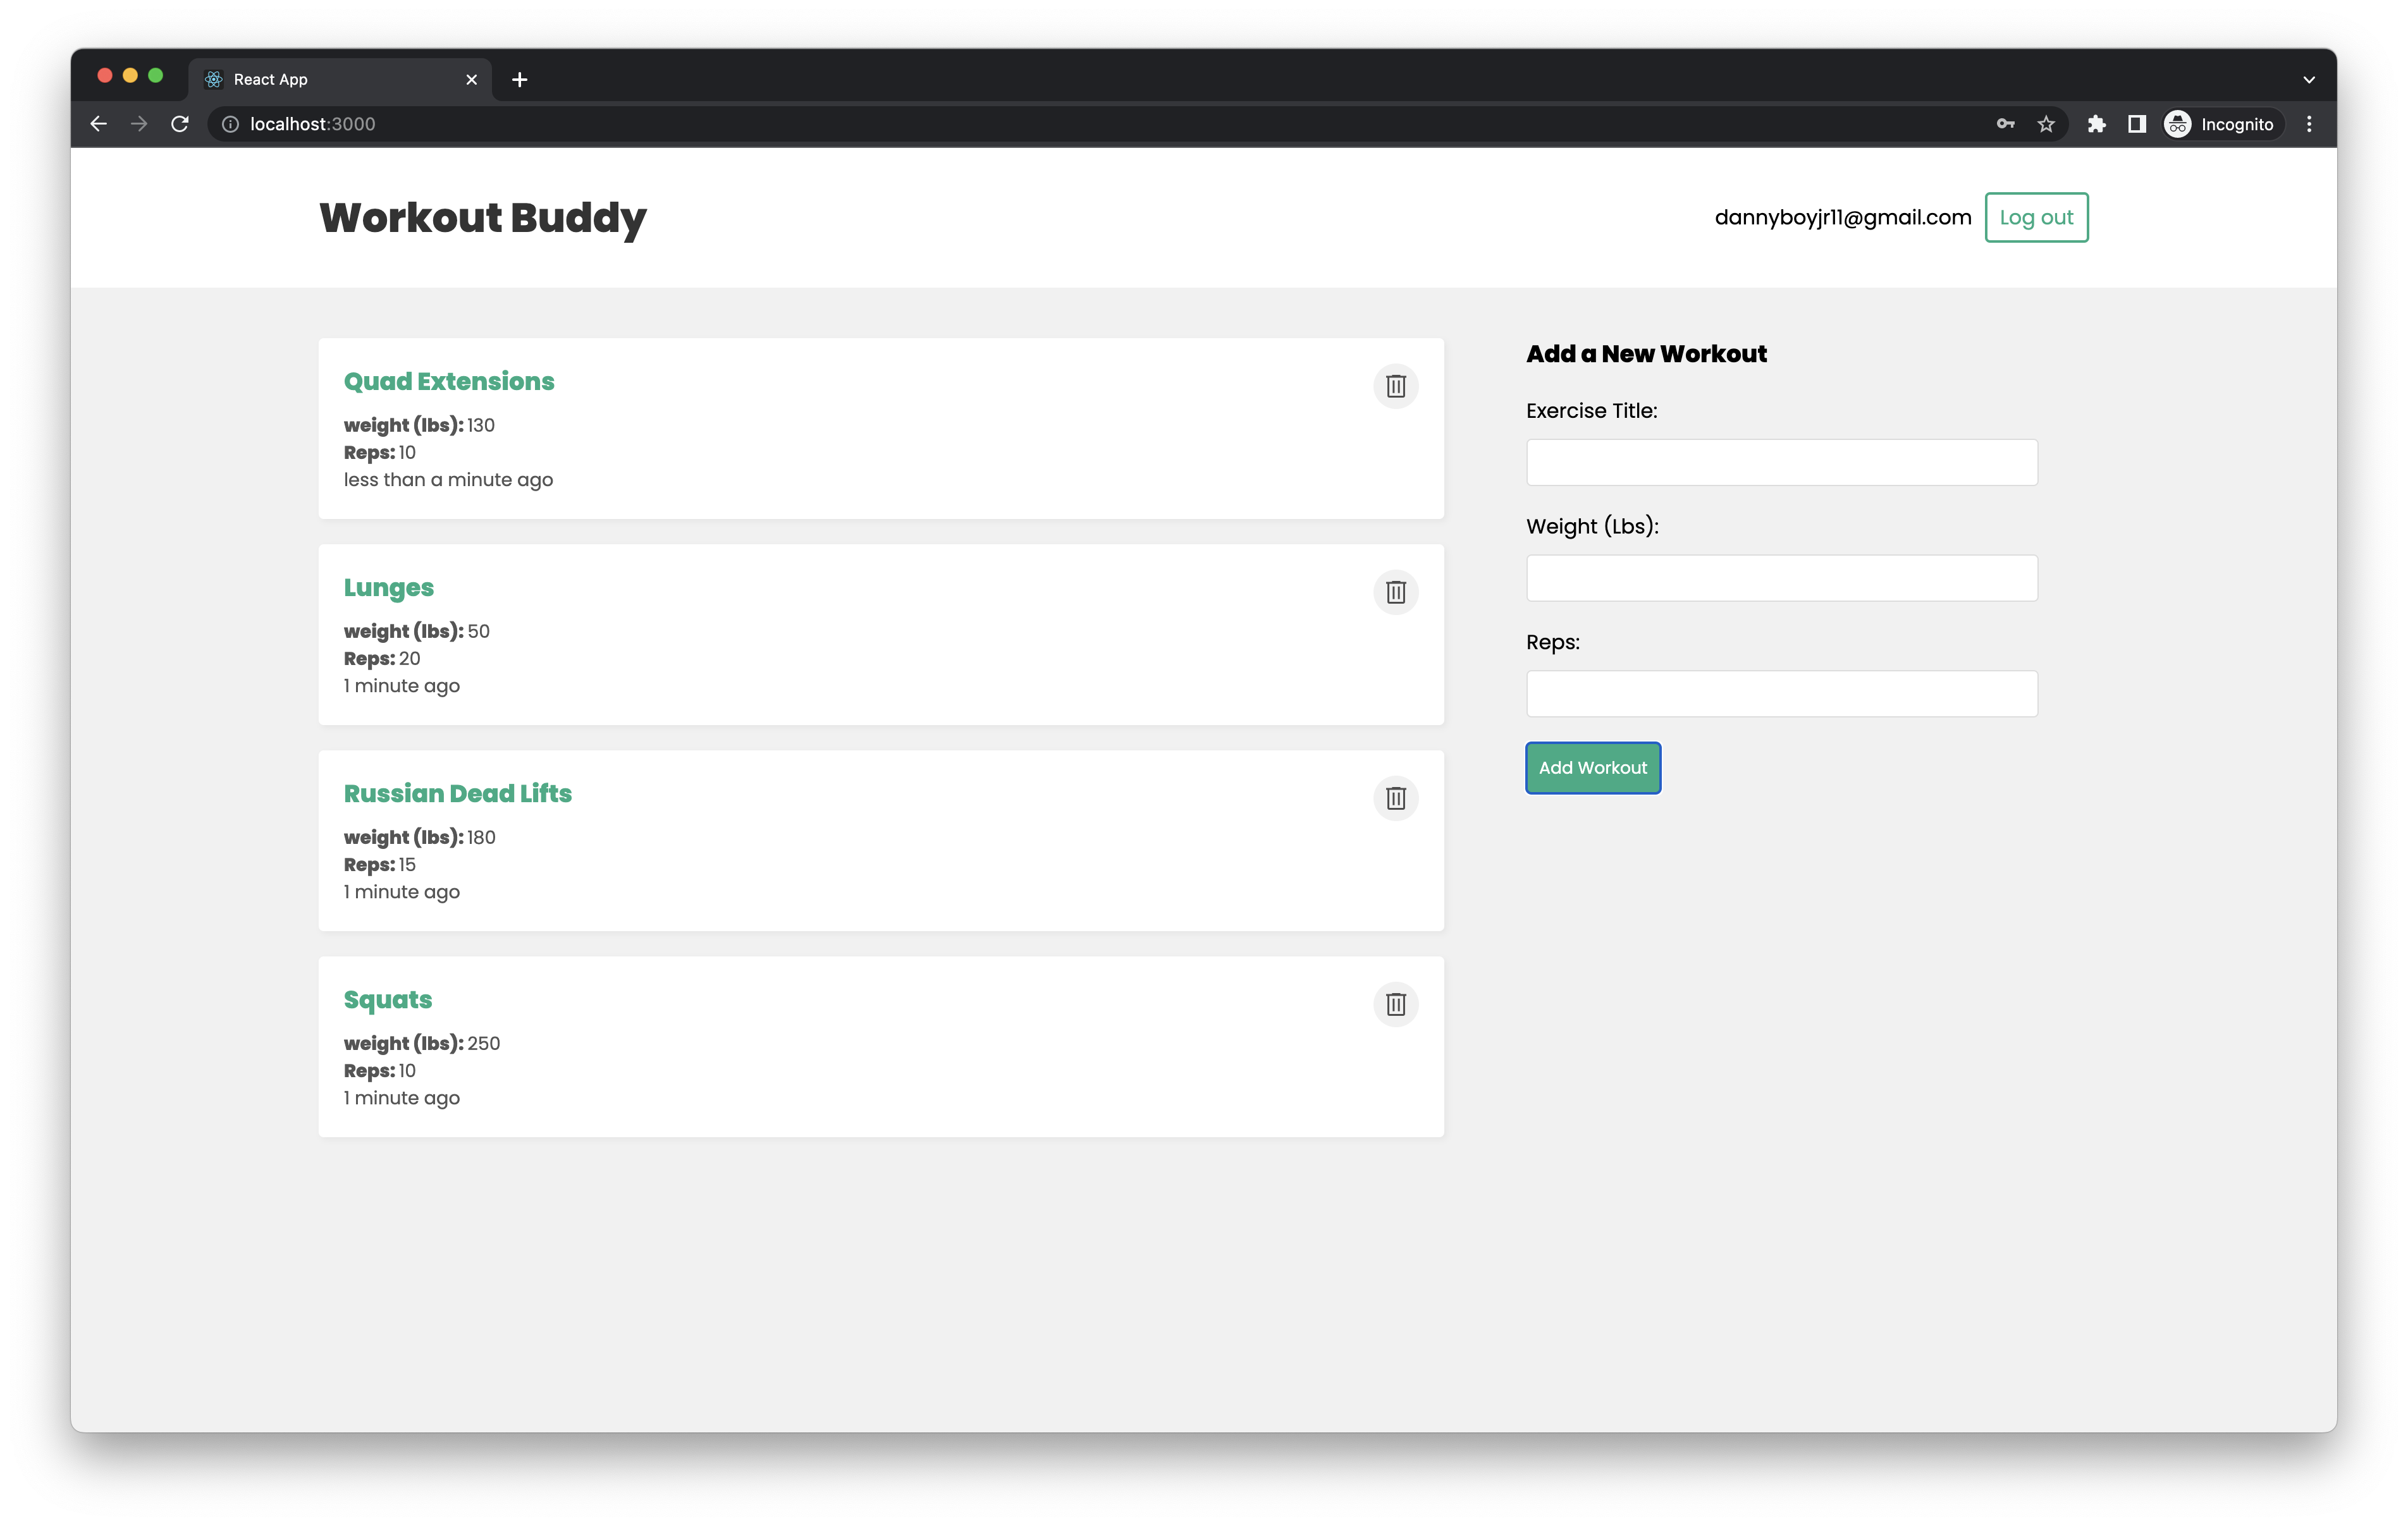 React App
localhost:3000
Incognito
Workout Buddy
dannyboyjr11@gmail.com
Log out
Quad Extensions
weight (lbs): 130
Reps: 10
less than a minute ago
Lunges
weight (lbs): 50
Reps: 20
1 minute ago
Russian Dead Lifts
weight (lbs): 180
Reps: 15
1 minute ago
Squats
weight (lbs): 250
Reps: 10
1 minute ago
Add a New Workout
Exercise Title:
Weight (Lbs):
Reps:
Add Workout